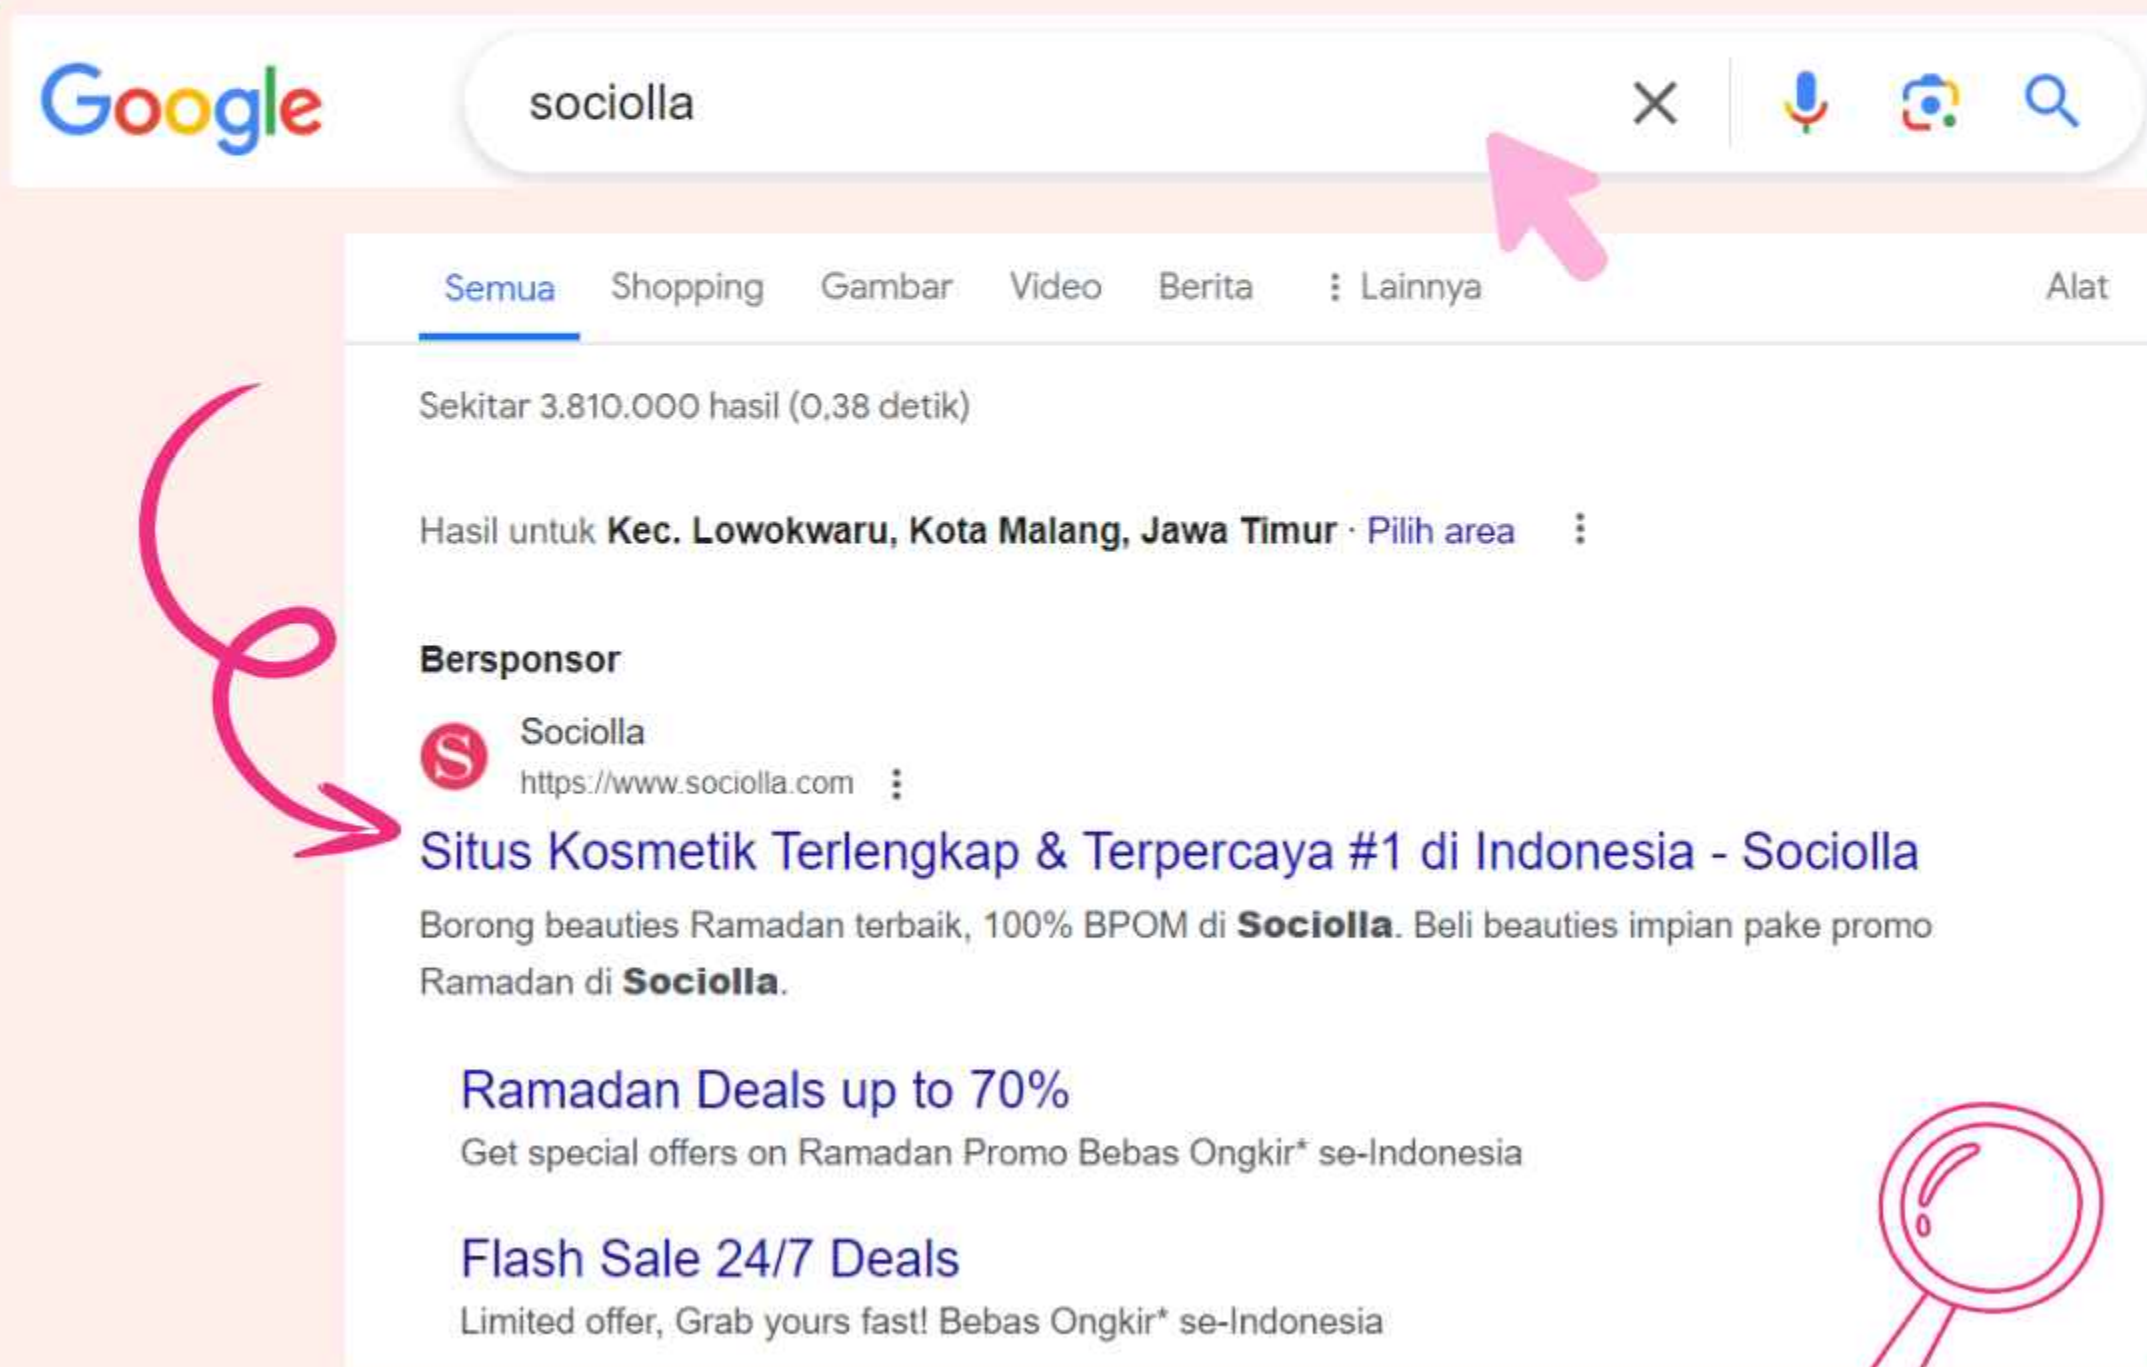 Google
sociolla
Semua Shopping Gambar Video Berita Lainnya Alat
Sekitar 3.810.000 hasil (0,38 detik)
Hasil untuk Kec. Lowokwaru, Kota Malang, Jawa Timur · Pilih area
Bersponsor
S
Sociolla
https://www.sociolla.com
Situs Kosmetik Terlengkap & Terpercaya #1 di Indonesia - Sociolla
Borong beauties Ramadan terbaik, 100% BPOM di Sociolla. Beli beauties impian pake promo
Ramadan di Sociolla.
Ramadan Deals up to 70%
Get special offers on Ramadan Promo Bebas Ongkir* se-Indonesia
Flash Sale 24/7 Deals
Limited offer, Grab yours fast! Bebas Ongkir* se-Indonesia